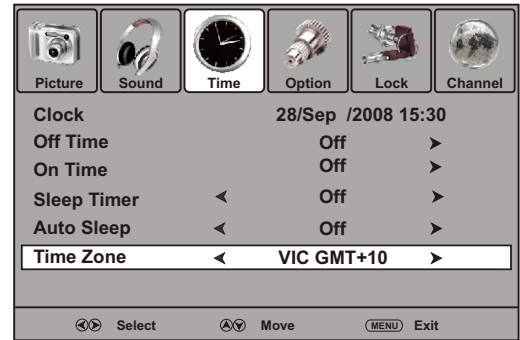 Picture Sound Time Option Lock Channel
Clock 28/Sep /2008 15:30
Off Time Off
On Time Off
Sleep Timer Off
Auto Sleep Off
Time Zone VIC GMT+10
Select Move MENU Exit